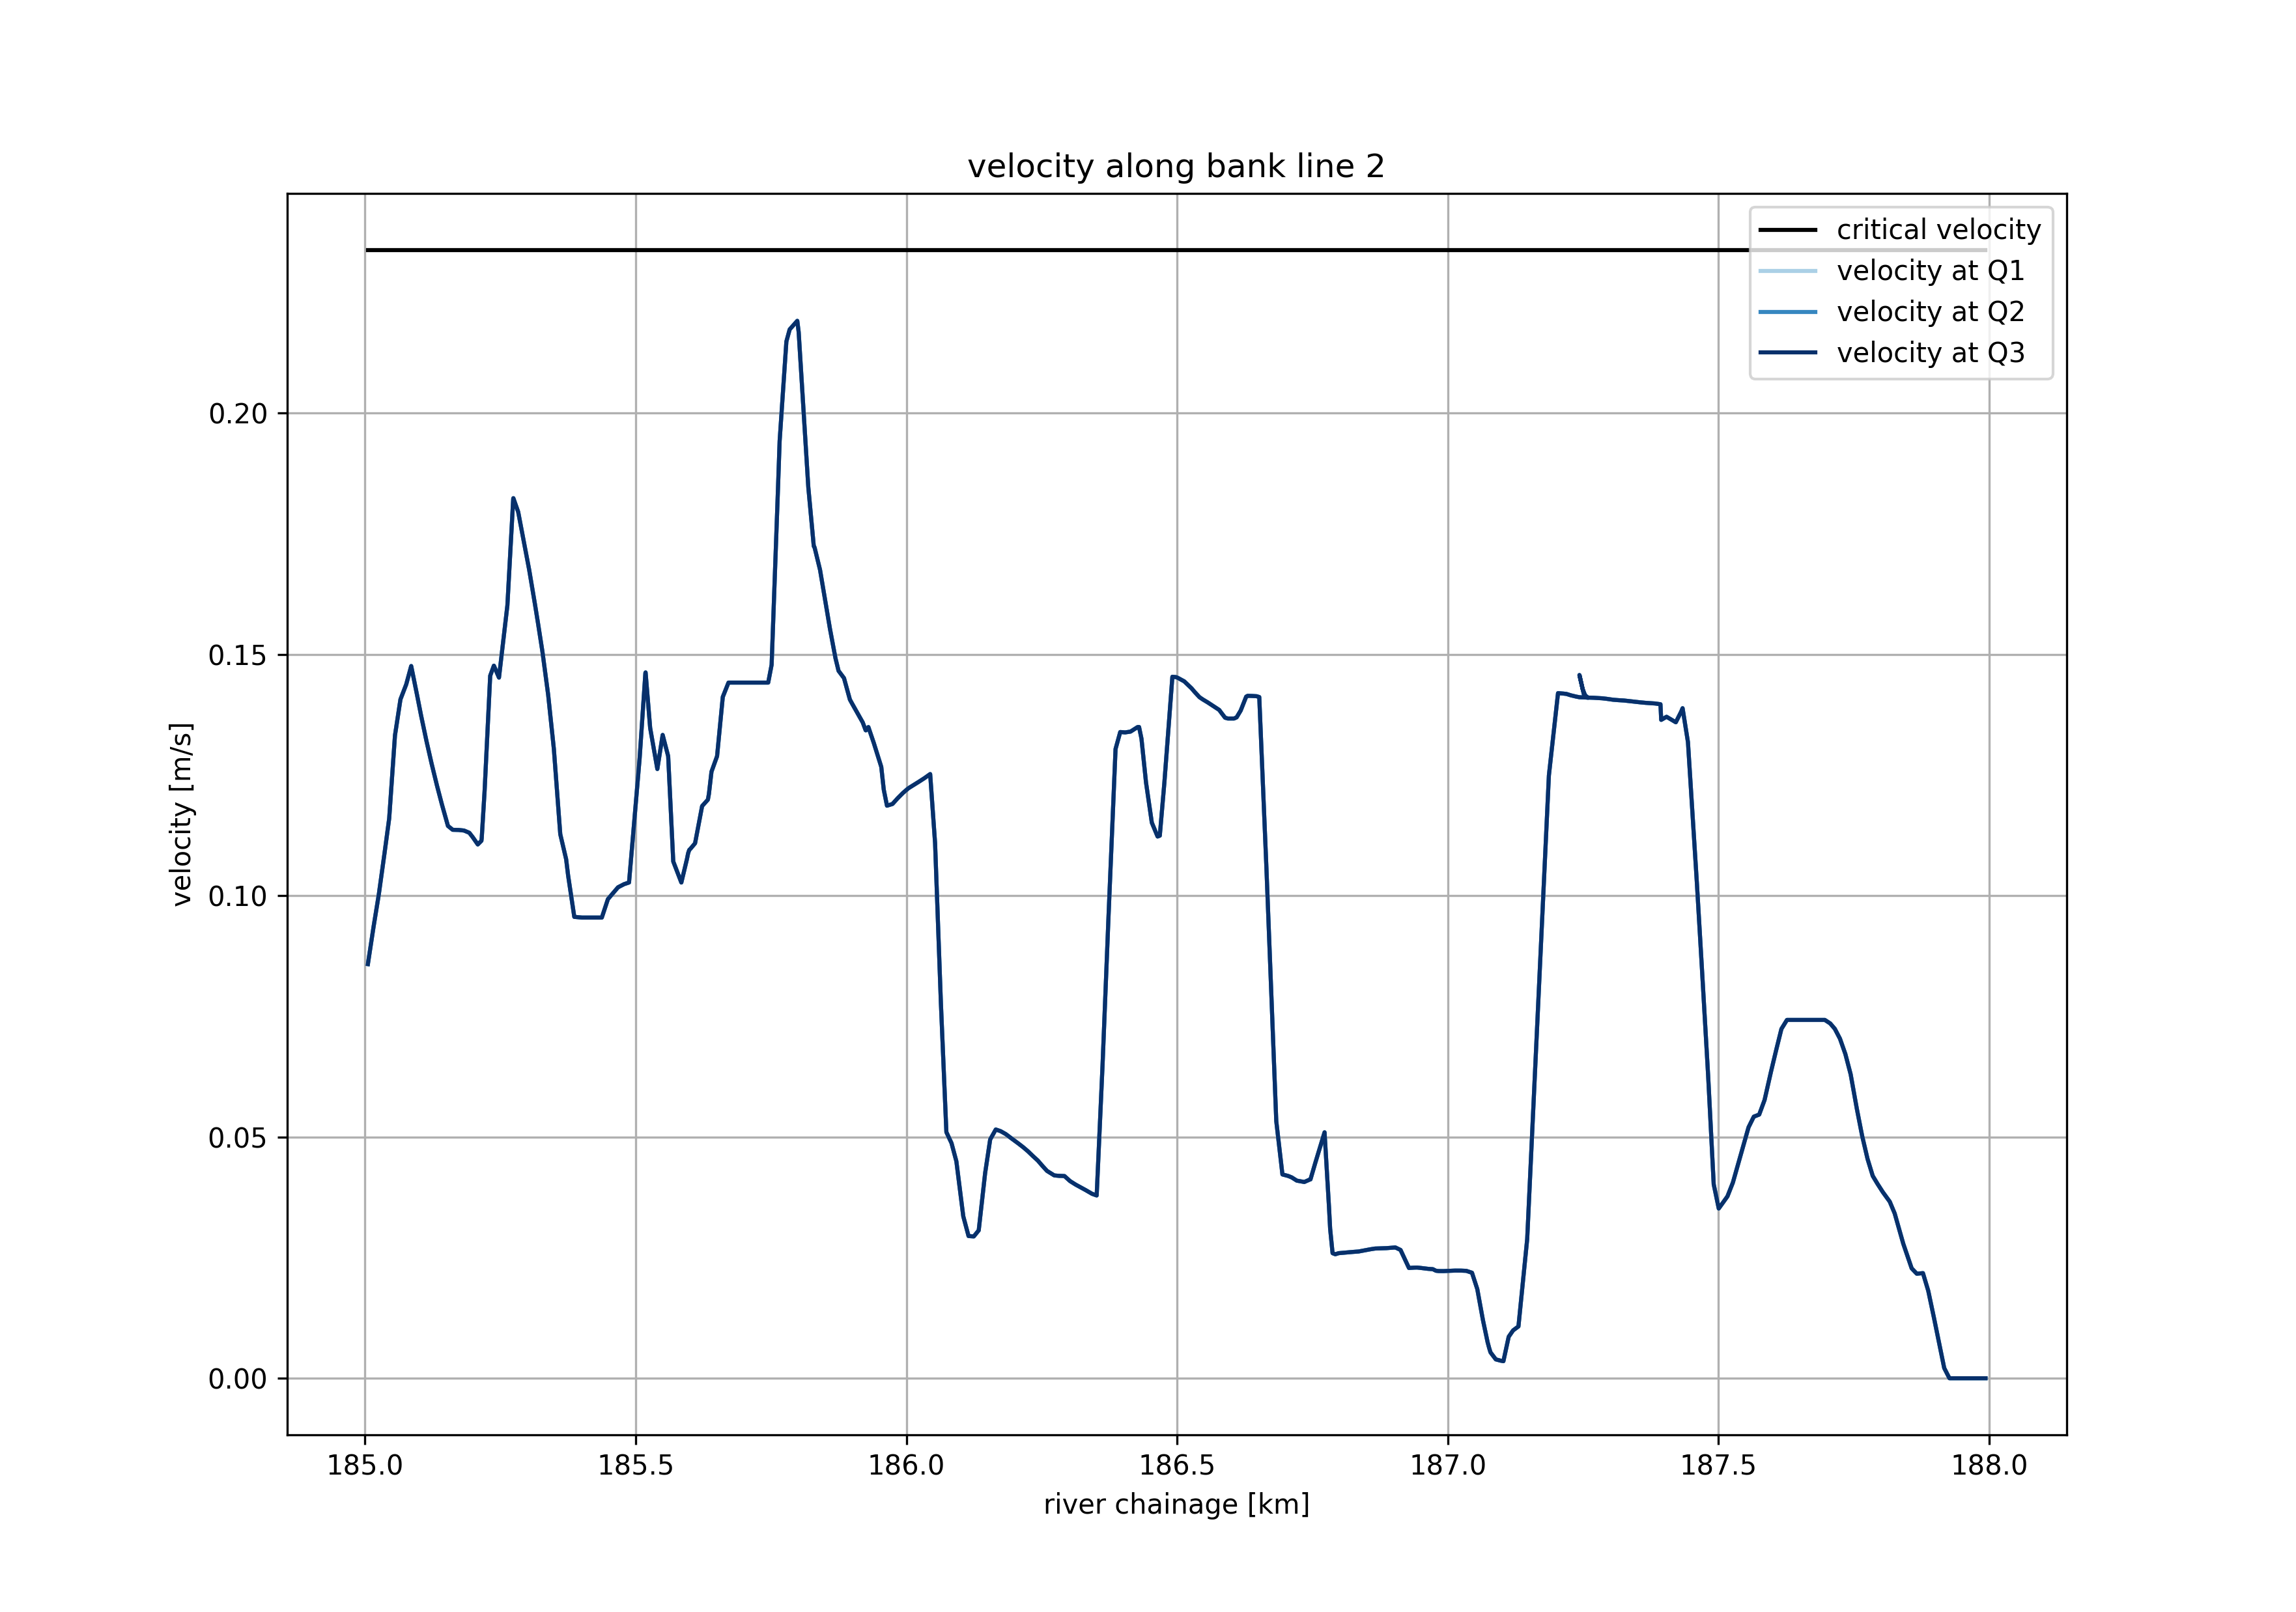 velocity along bank line 2
critical velocity
velocity at Q1
velocity at Q2
velocity at Q3
velocity [m/s]
0.20
0.15
0.10
0.05
0.00
185.0 185.5 186.0 186.5 187.0 187.5 188.0
river chainage [km]